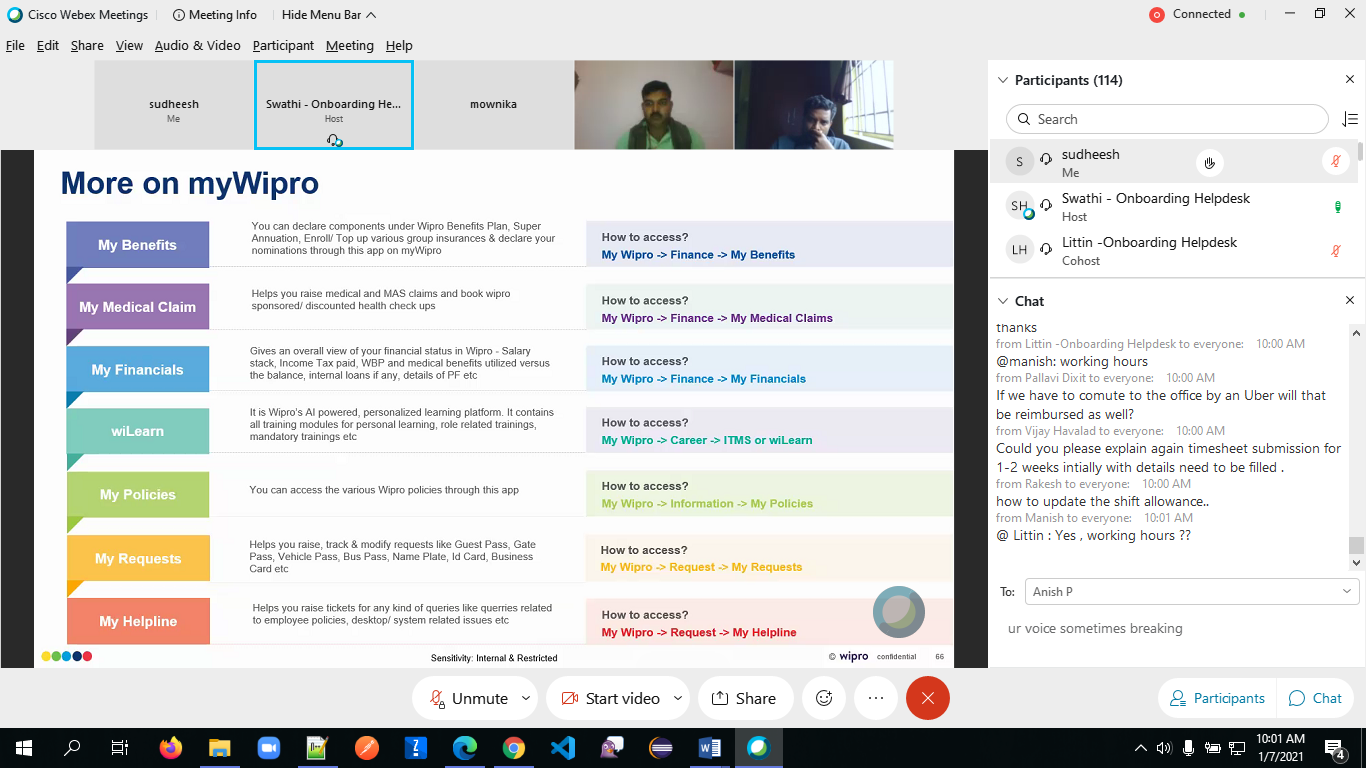 Cisco Webex Meetings
Meeting Info
Hide Menu Bar
Connected
File Edit Share View Audio & Video Participant Meeting Help
sudheesh
Me
Swathi - Onboarding He...
Host
mownika
More on myWipro
My Benefits
You can declare components under Wipro Benefits Plan, Super
Annuation, Enroll/ Top up various group insurances & declare your
nominations through this app on myWipro
How to access?
My Wipro -> Finance -> My Benefits
My Medical Claim
Helps you raise medical and MAS claims and book wipro
sponsored/ discounted health check ups
How to access?
My Wipro -> Finance -> My Medical Claims
My Financials
Gives an overall view of your financial status in Wipro - Salary
stack, Income Tax paid, WBP and medical benefits utilized versus
the balance, internal loans if any, details of PF etc
How to access?
My Wipro -> Finance -> My Financials
wiLearn
It is Wipro's AI powered, personalized learning platform. It contains
all training modules for personal learning, role related trainings,
mandatory trainings etc
How to access?
My Wipro -> Career -> ITMS or wiLearn
My Policies
You can access the various Wipro policies through this app
How to access?
My Wipro -> Information -> My Policies
My Requests
Helps you raise, track & modify requests like Guest Pass, Gate
Pass, Vehicle Pass, Bus Pass, Name Plate, Id Card, Business
Card etc
How to access?
My Wipro -> Request -> My Requests
My Helpline
Helps you raise tickets for any kind of queries like querries related
to employee policies, desktop/ system related issues etc
How to access?
My Wipro -> Request -> My Helpline
Sensitivity: Internal & Restricted
© wipro confidential 66
Participants (114)
Search
S
sudheesh
Me
SH
Swathi - Onboarding Helpdesk
Host
LH
Littin -Onboarding Helpdesk
Cohost
Chat
thanks
from Littin -Onboarding Helpdesk to everyone: 10:00 AM
@manish: working hours
from Pallavi Dixit to everyone: 10:00 AM
If we have to comute to the office by an Uber will that
be reimbursed as well?
from Vijay Havalad to everyone: 10:00 AM
Could you please explain again timesheet submission for
1-2 weeks intially with details need to be filled .
from Rakesh to everyone: 10:00 AM
how to update the shift allowance..
from Manish to everyone: 10:01 AM
@ Littin : Yes , working hours ??
To: Anish P
ur voice sometimes breaking
Unmute
Start video
Share
Participants
Chat
10:01 AM
1/7/2021
4